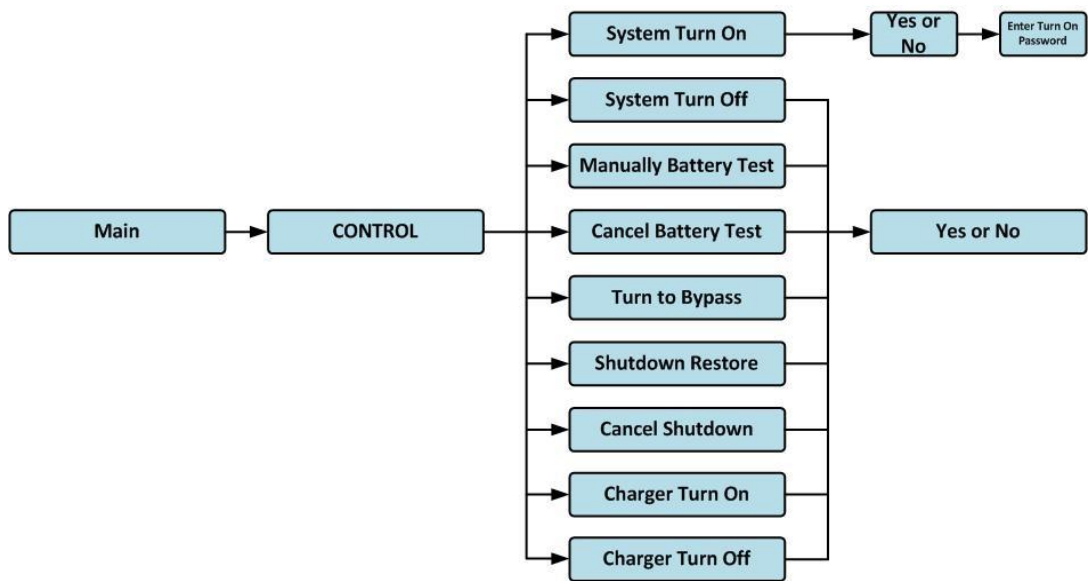 System Turn On
Yes or
No
Enter Turn On
Password
System Turn Off
Manually Battery Test
Main
CONTROL
Cancel Battery Test
Yes or No
Turn to Bypass
Shutdown Restore
Cancel Shutdown
Charger Turn On
Charger Turn Off